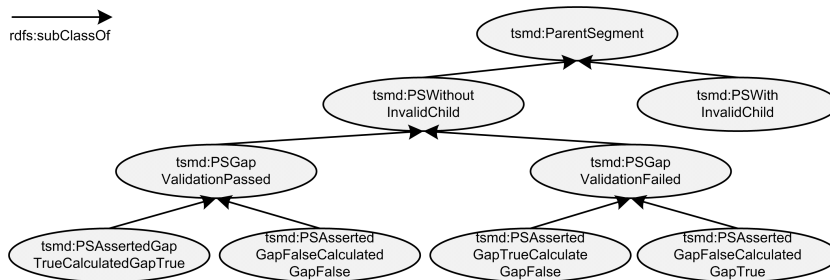 tsmd:ParentSegment
rdfs:subClassOf
tsmd:PSWithout
InvalidChild
tsmd:PSWith
InvalidChild
tsmd:PSGap
ValidationPassed
tsmd:PSGap
ValidationFailed
tsmd:PSAssertedGap
TrueCalculatedGapTrue
tsmd:PSAsserted
GapFalseCalculated
GapFalse
tsmd:PSAsserted
GapTrueCalculate
GapFalse
tsmd:PSAsserted
GapFalseCalculated
GapTrue